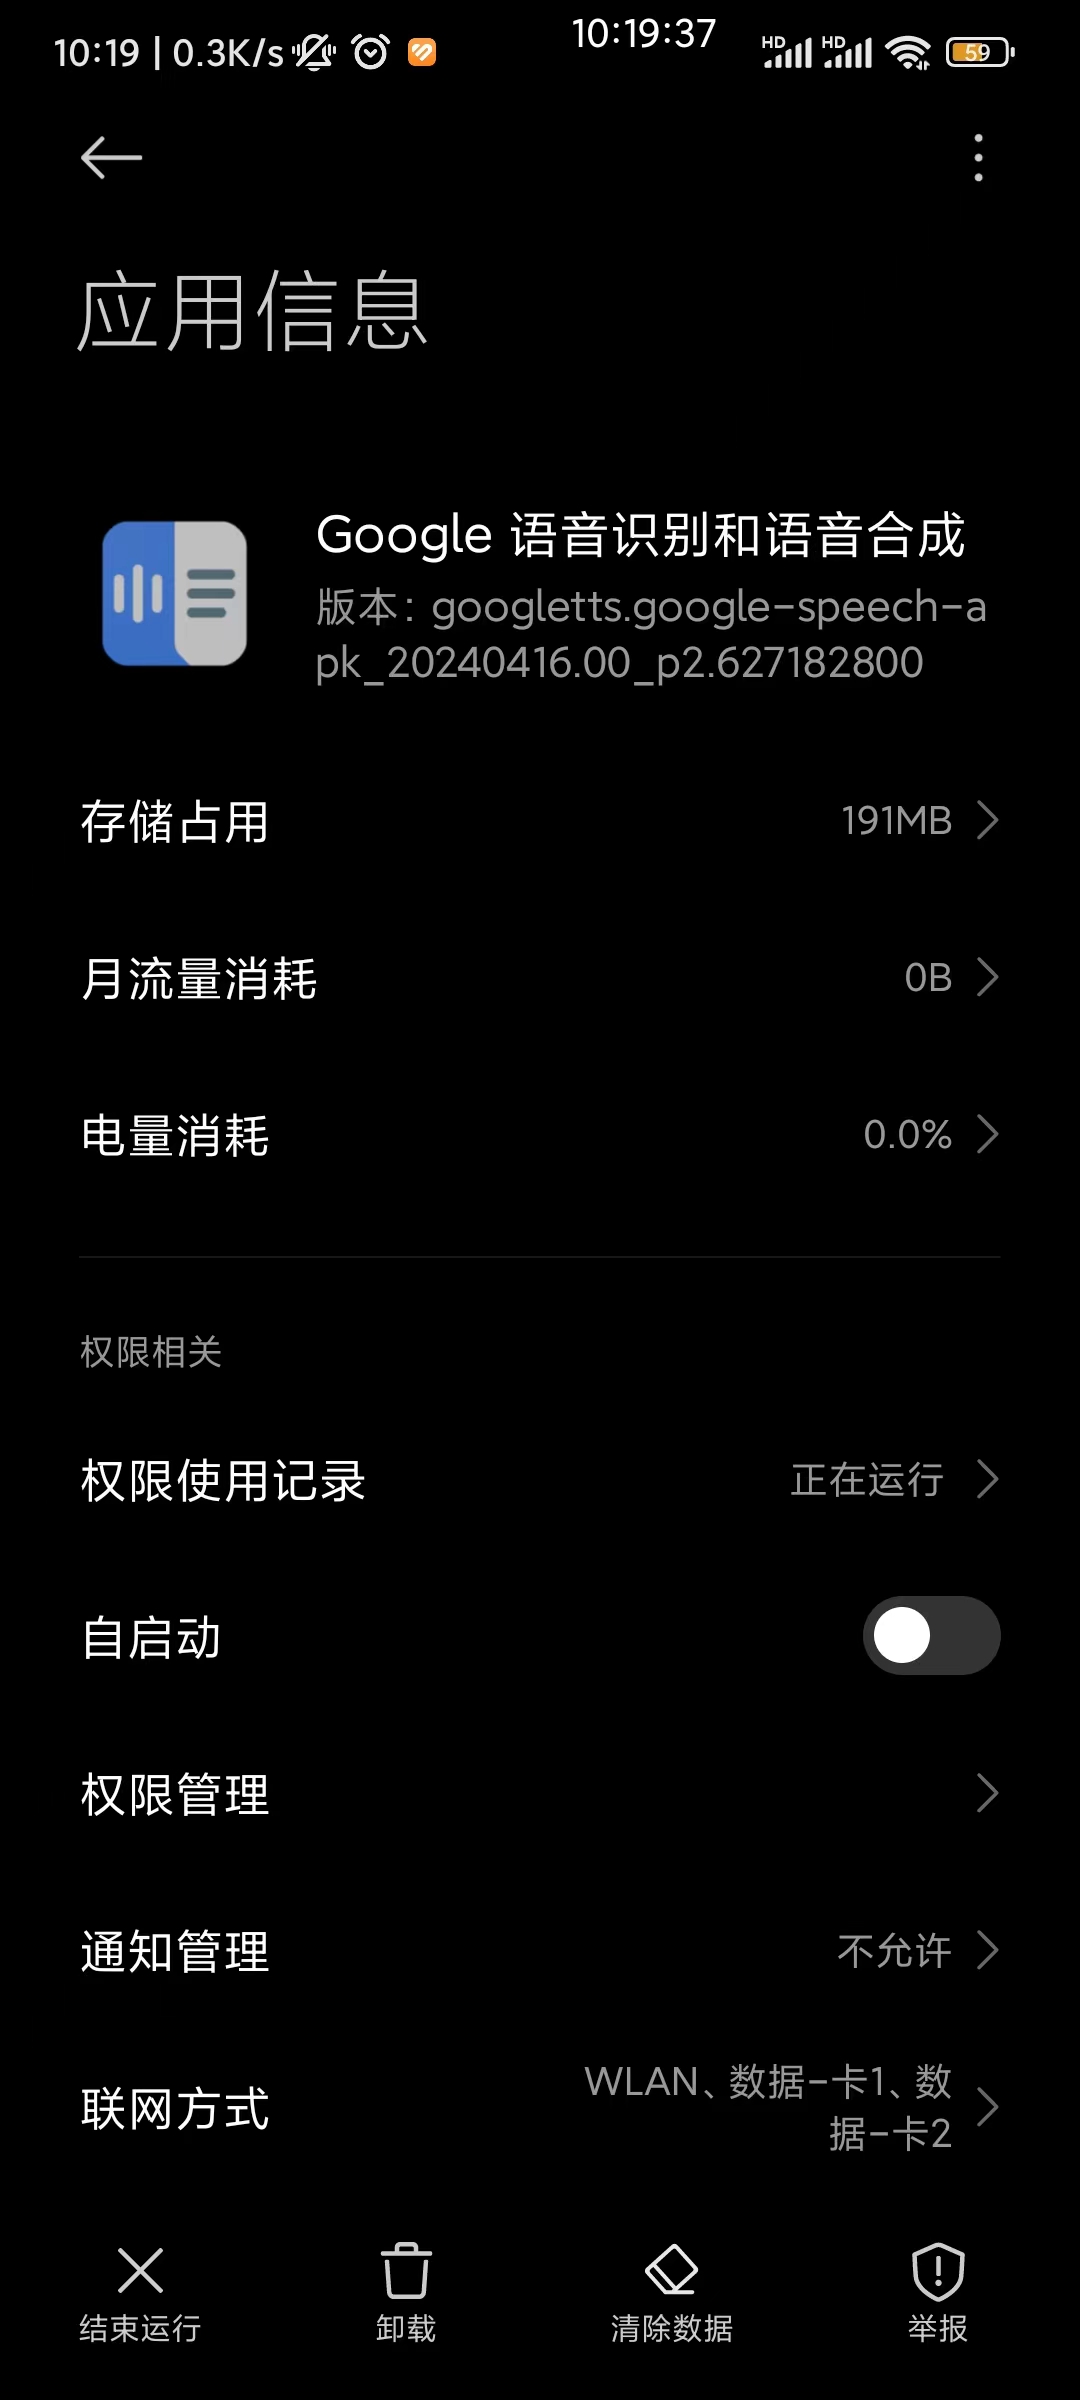 10:19 | 0.3K/s
10:19:37
HD HD 59
应用信息
Google 语音识别和语音合成
版本：googletts.google-speech-a
pk_20240416.00_p2.627182800
存储占用 191MB
月流量消耗 0B
电量消耗 0.0%
权限相关
权限使用记录 正在运行
自启动
权限管理
通知管理 不允许
联网方式 WLAN、数据-卡1、数
据-卡2
结束运行 卸载 清除数据 举报